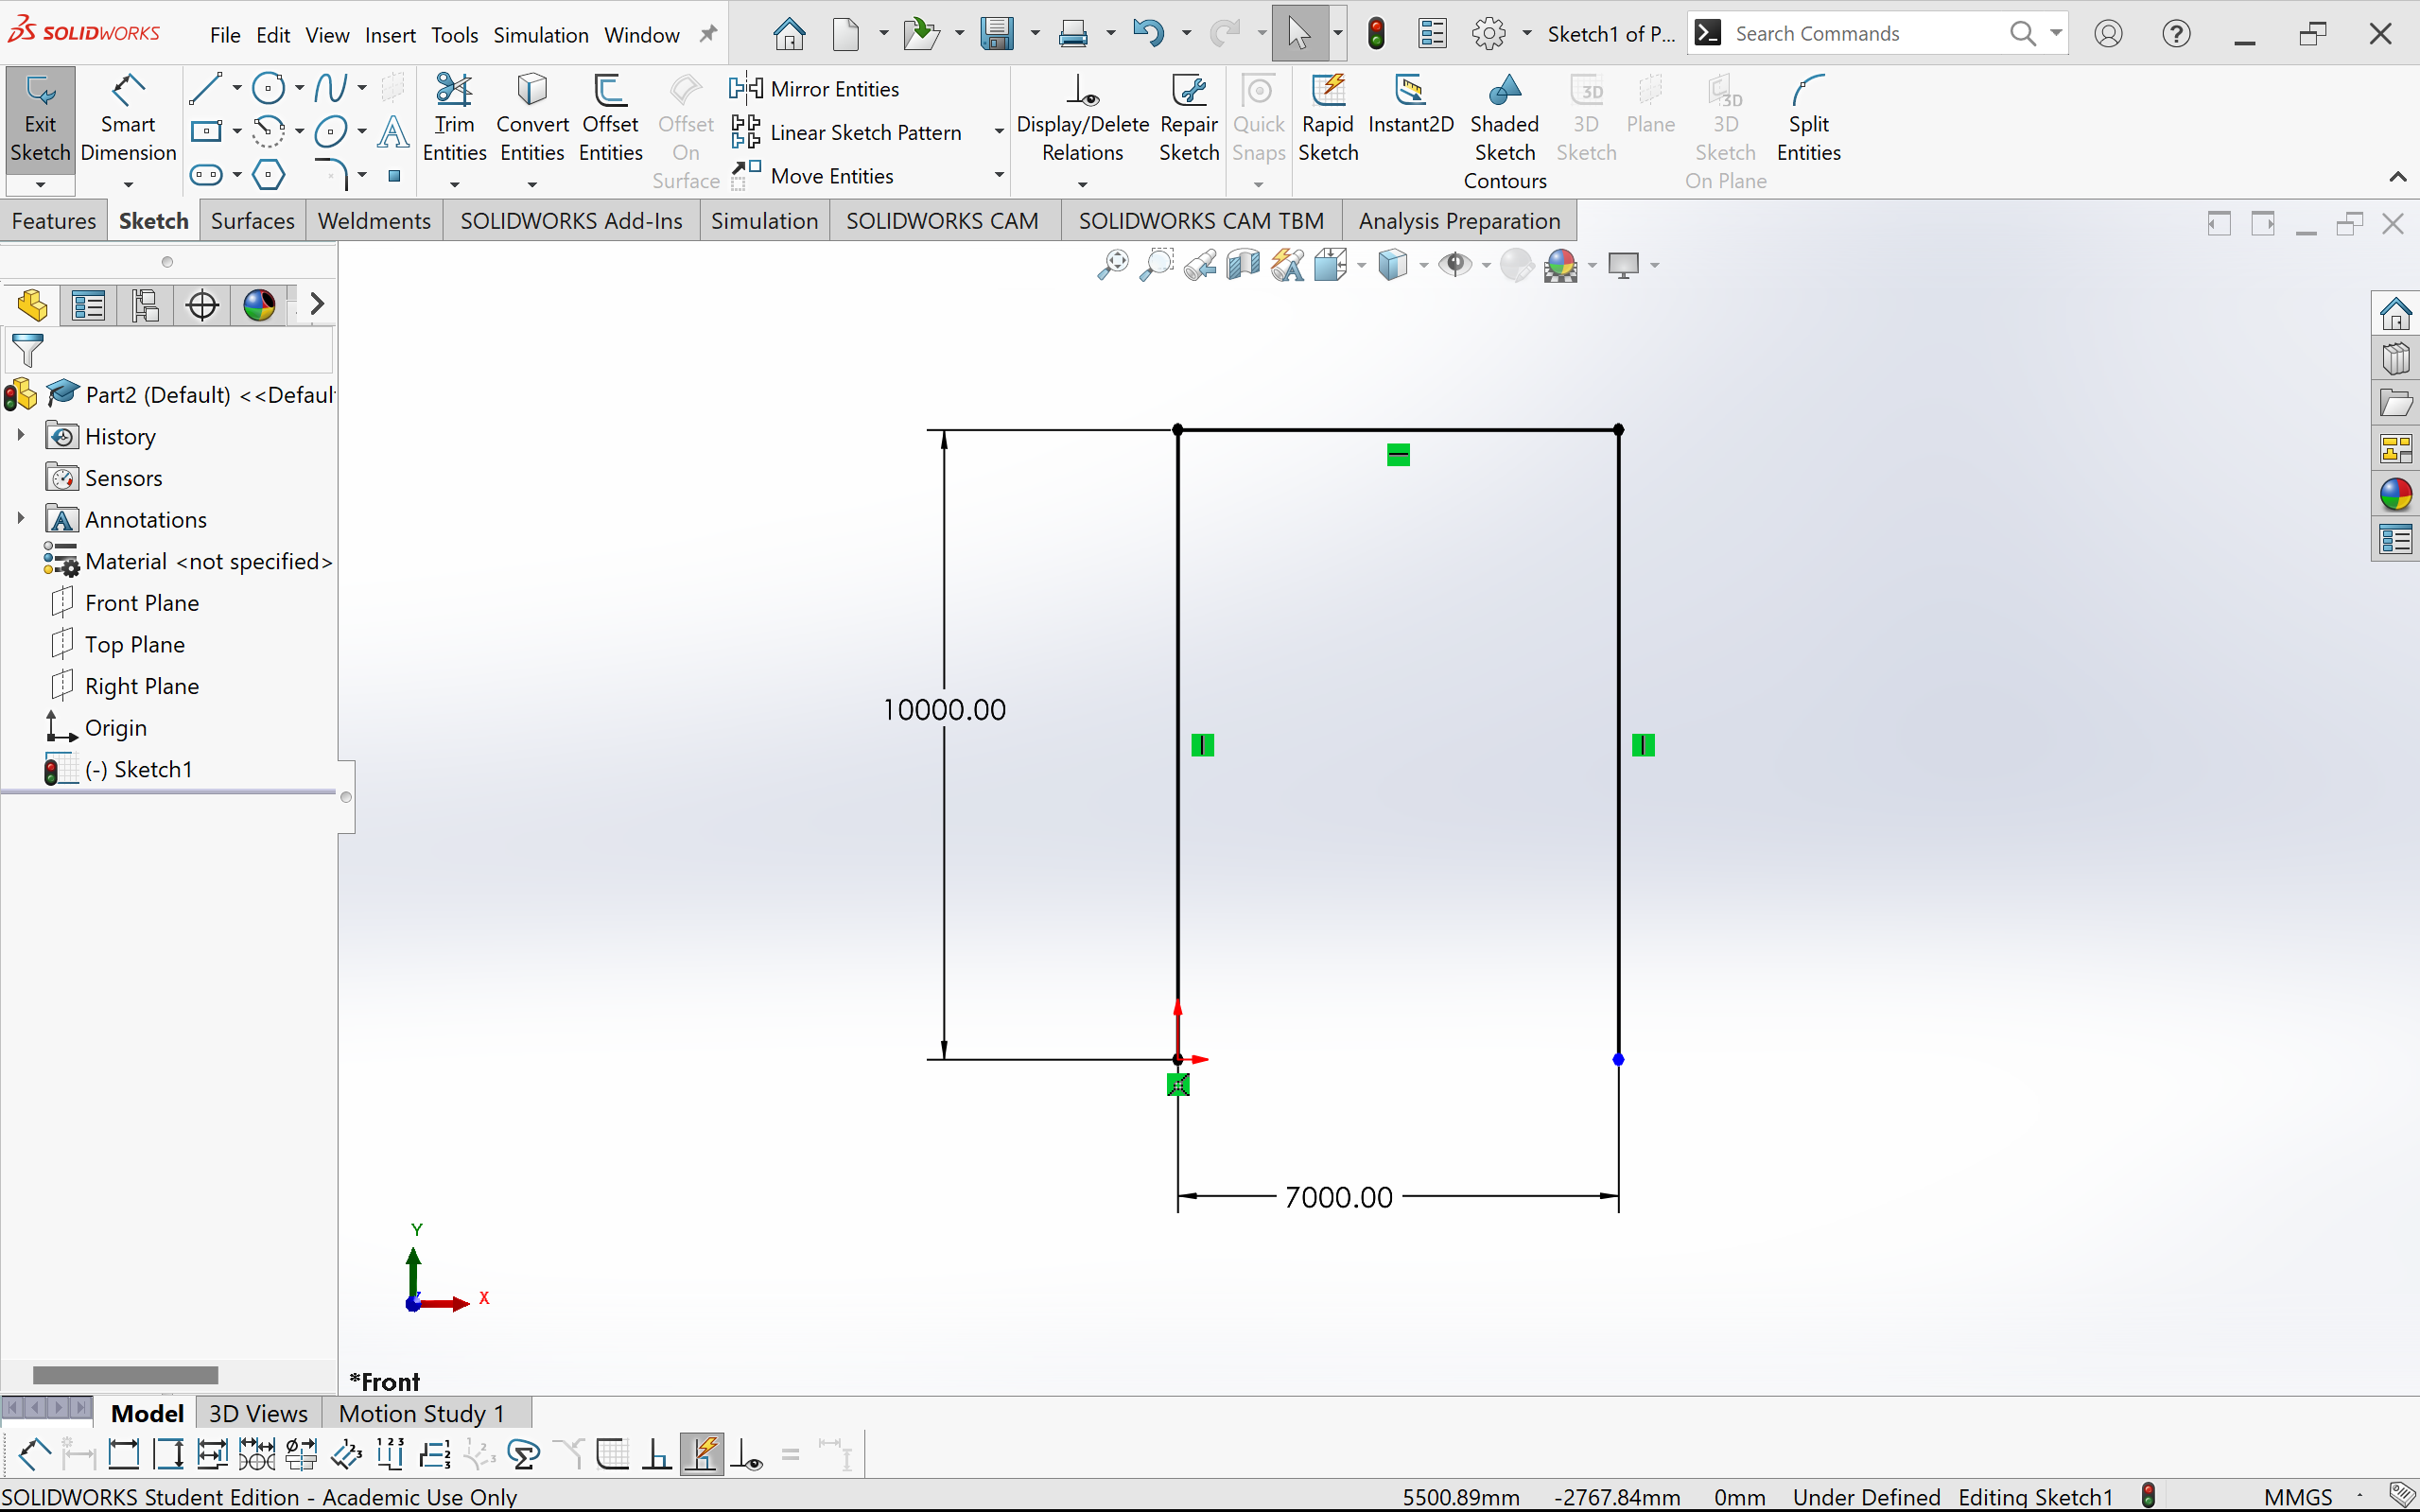 SOLIDWORKS File Edit View Insert Tools Simulation Window Sketch1 of P... Search Commands
Exit Sketch
Smart Dimension
Trim Entities
Convert Entities
Offset Entities
Offset On Surface
Mirror Entities
Linear Sketch Pattern
Move Entities
Display/Delete Relations
Repair Sketch
Quick Snaps
Rapid Sketch
Instant2D
Shaded Sketch Contours
3D Sketch
Plane
3D Sketch On Plane
Split Entities
Features Sketch Surfaces Weldments SOLIDWORKS Add-Ins Simulation SOLIDWORKS CAM SOLIDWORKS CAM TBM Analysis Preparation
Part2 (Default) <<Defaul
History
Sensors
Annotations
Material <not specified>
Front Plane
Top Plane
Right Plane
Origin
(-) Sketch1
10000.00
7000.00
Y
X
*Front
Model 3D Views Motion Study 1
SOLIDWORKS Student Edition - Academic Use Only 5500.89mm -2767.84mm 0mm Under Defined Editing Sketch1 MMGS